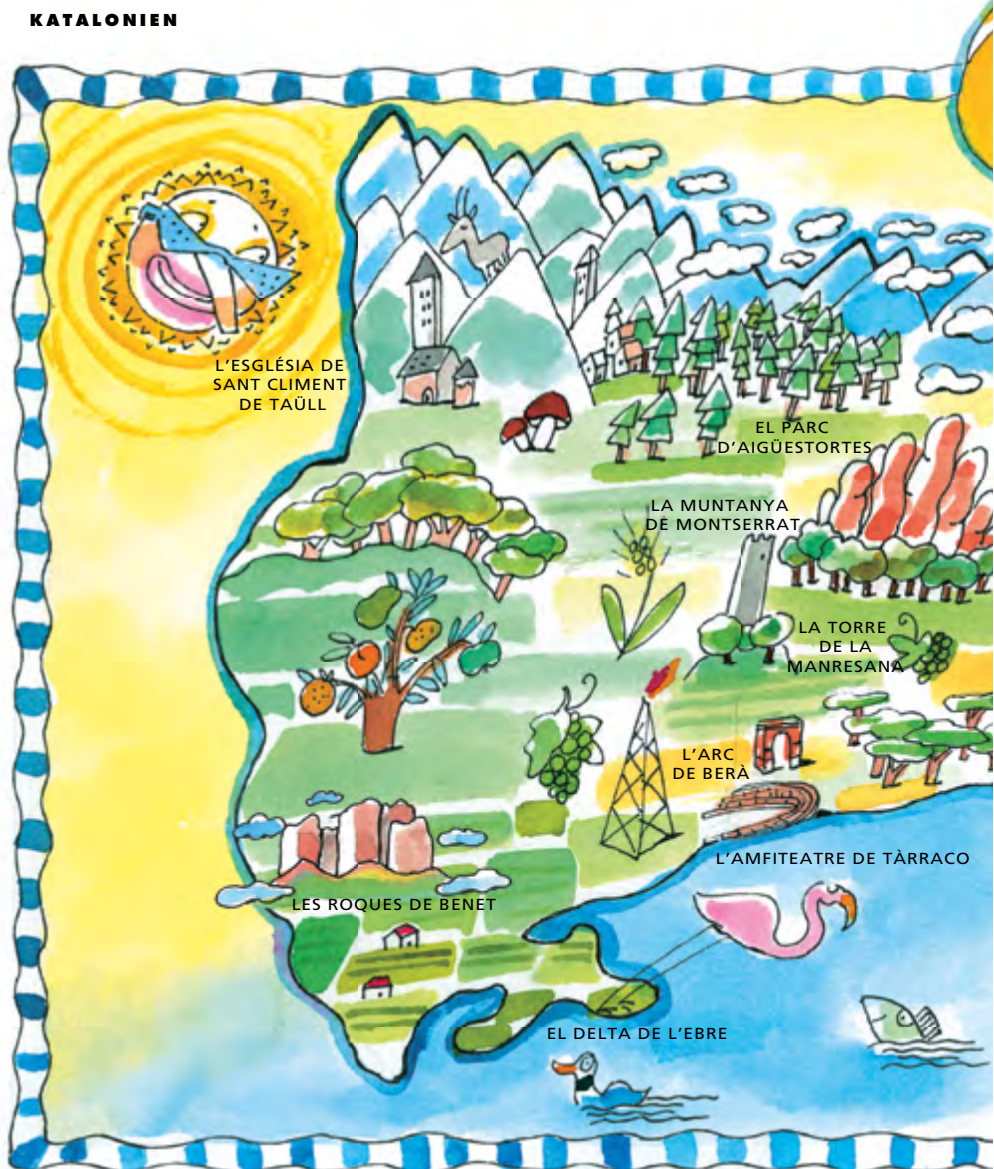 KATALONIEN
L'ESGLÉSIA DE
SANT CLIMENT
DE TAÜLL
EL PARC
D'AIGÜESTORTES
LA MUNTANYA
DE MONTSERRAT
LA TORRE
DE LA
MANRESANA
L'ARC
DE BERÀ
L'AMFITEATRE DE TÀRRACO
LES ROQUES DE BENET
EL DELTA DE L'EBRE